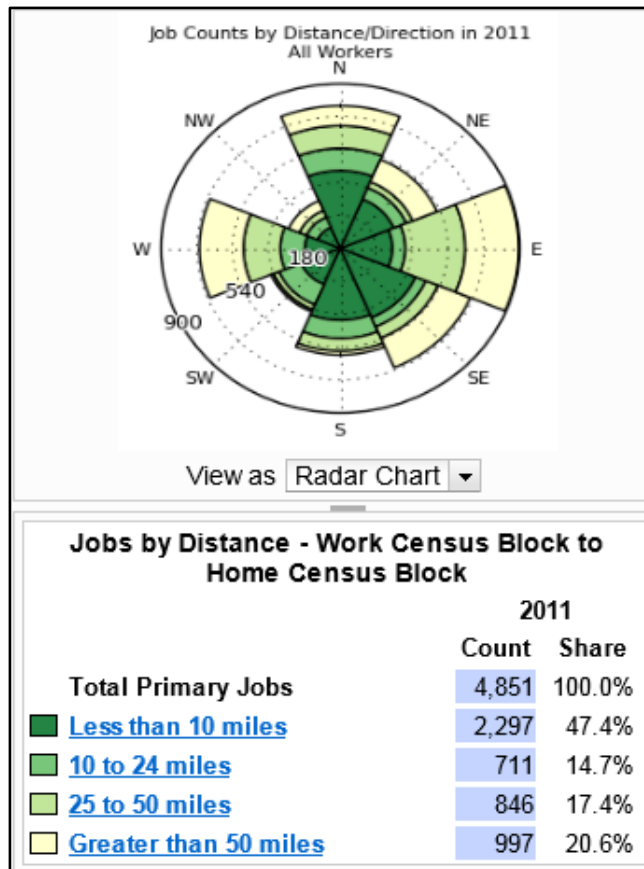 Job Counts by Distance/Direction in 2011
All Workers
N
NW
NE
W
180
E
540
900
SW
SE
S
View as Radar Chart
Jobs by Distance - Work Census Block to
Home Census Block
2011
Count Share
Total Primary Jobs 4,851 100.0%
Less than 10 miles 2,297 47.4%
10 to 24 miles 711 14.7%
25 to 50 miles 846 17.4%
Greater than 50 miles 997 20.6%